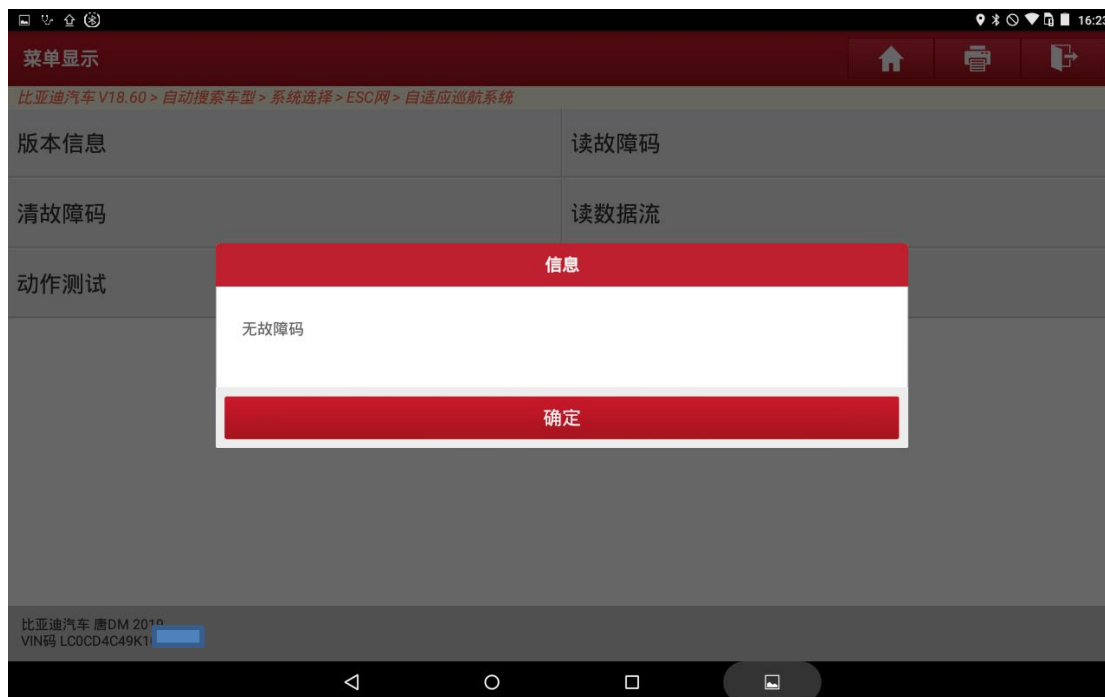 16:23
菜单显示
比亚迪汽车 V18.60 > 自动搜索车型 > 系统选择 > ESC网 > 自适应巡航系统
版本信息
读故障码
清故障码
读数据流
动作测试
信息
无故障码
确定
比亚迪汽车 唐DM 2019
VIN码 LC0CD4C49K1